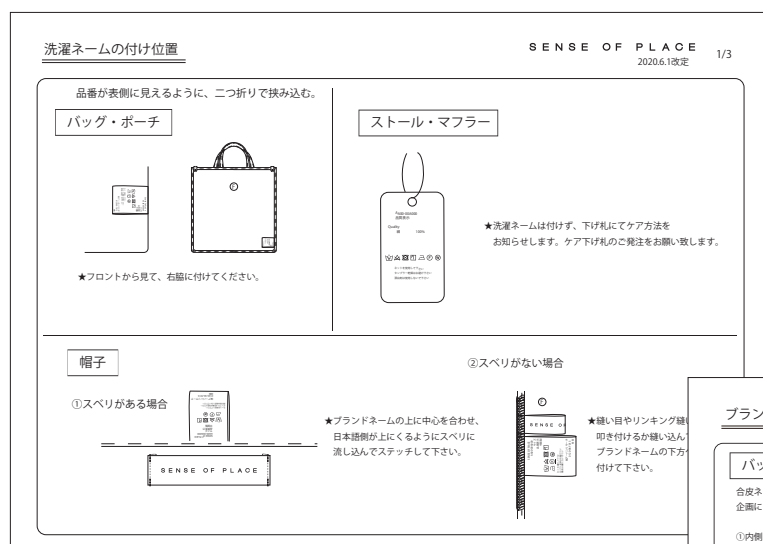 洗濯ネームの付け位置
SENSE OF PLACE
2020.6.1改定
1/3
品番が表側に見えるように、二つ折りで挟み込む。
バッグ・ポーチ
★フロントから見て、右脇に付けてください。
ストール・マフラー
品質表示
Quality
綿 100%
★洗濯ネームは付けず、下げ札にてケア方法を
お知らせします。ケア下げ札のご発注をお願い致します。
帽子
①スベリがある場合
SENSE OF PLACE
★ブランドネームの上に中心を合わせ、
日本語側が上にくるようにスベリに
流し込んでステッチして下さい。
②スベリがない場合
SENSE OF
★縫い目やリンキング縫い
叩き付けるか縫い込んで
ブランドネームの下方
付けて下さい。
ブラン
バッ
合皮ネ
企画に
①内側